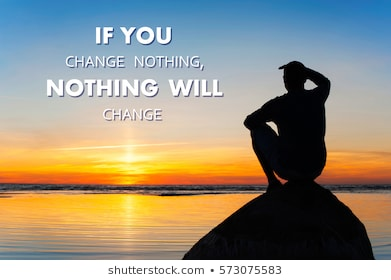 IF YOU
CHANGE NOTHING,
NOTHING WILL
CHANGE
shutterstock.com • 573075583